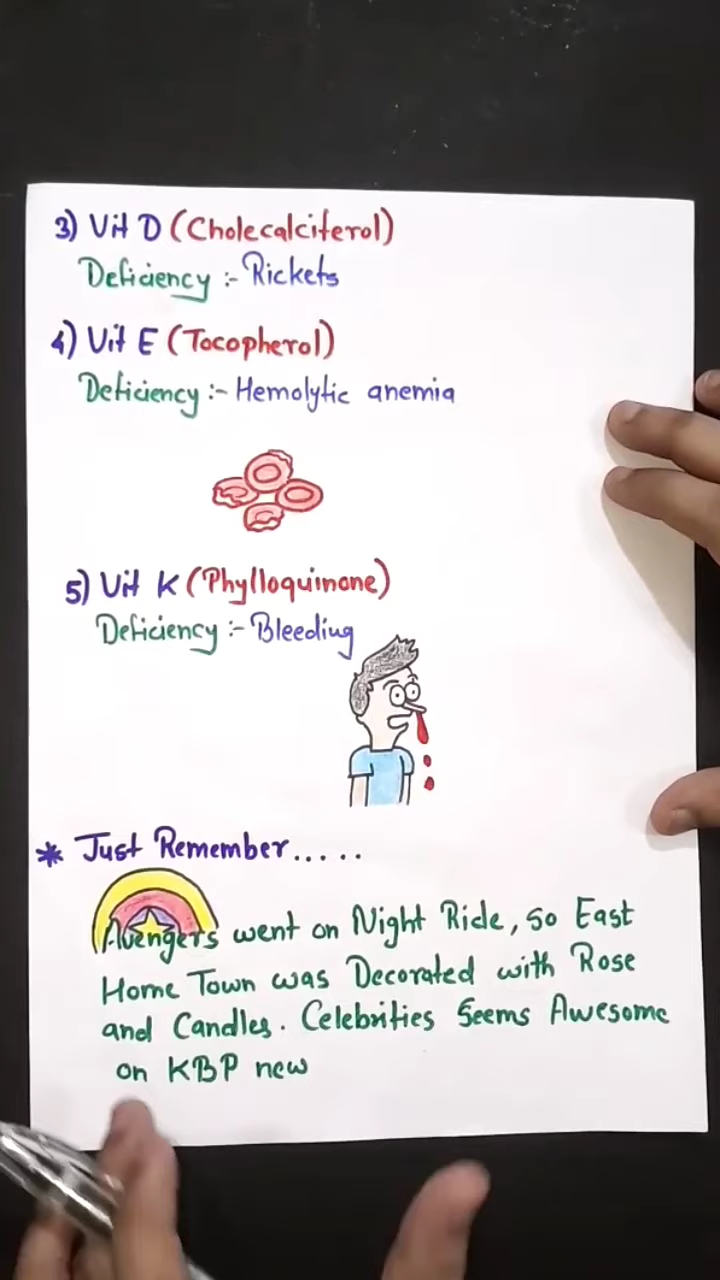 3) Vit D (Cholecalciferol)
Deficiency :- Rickets
4) Vit E (Tocopherol)
Deficiency :- Hemolytic anemia
5) Vit K (Phylloquinone)
Deficiency :- Bleeding
* Just Remember.....
Avengers went on Night Ride, so East
Home Town was Decorated with Rose
and Candles. Celebrities Seems Awesome
on KBP new